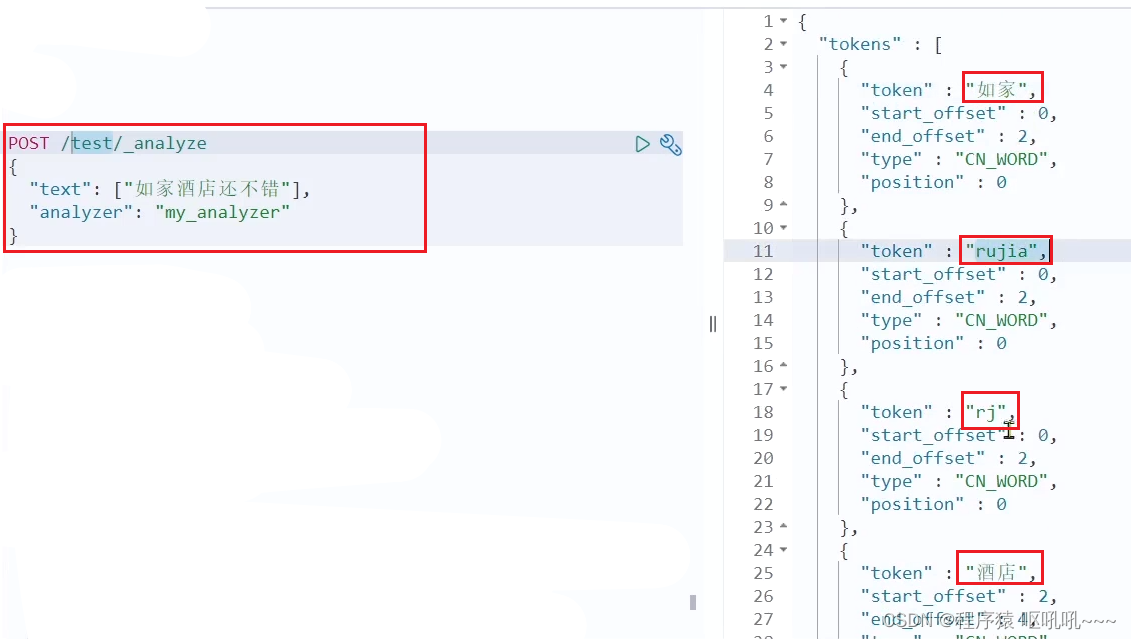 POST /test/_analyze
{
"text": ["如家酒店还不错"],
"analyzer": "my_analyzer"
}
1 {
2 "tokens" : [
3 {
4 "token" : "如家",
5 "start_offset" : 0,
6 "end_offset" : 2,
7 "type" : "CN_WORD",
8 "position" : 0
9 },
10 {
11 "token" : "rujia",
12 "start_offset" : 0,
13 "end_offset" : 2,
14 "type" : "CN_WORD",
15 "position" : 0
16 },
17 {
18 "token" : "rj",
19 "start_offset" : 0,
20 "end_offset" : 2,
21 "type" : "CN_WORD",
22 "position" : 0
23 },
24 {
25 "token" : "酒店",
26 "start_offset" : 2,
27 "end_offset" : 4,
CSDN @程序猿 呕吼吼~~~